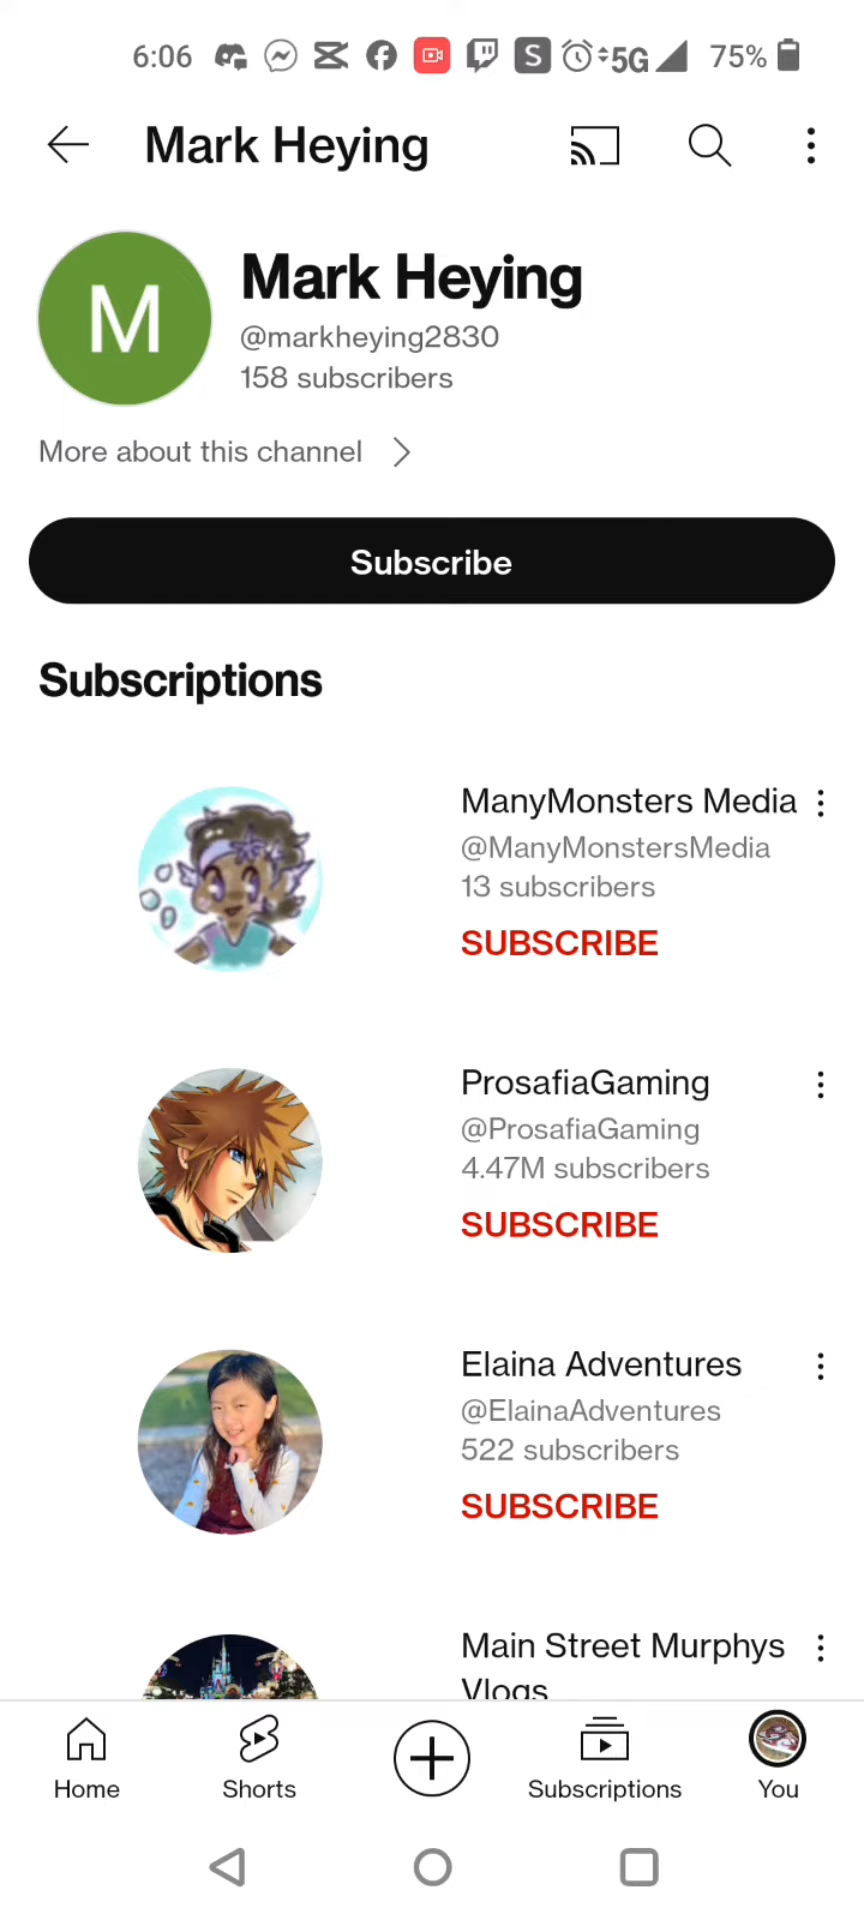 6:06 S 5G 75%
Mark Heying
M
Mark Heying
@markheying2830
158 subscribers
More about this channel
Subscribe
Subscriptions
ManyMonsters Media
@ManyMonstersMedia
13 subscribers
SUBSCRIBE
ProsafiaGaming
@ProsafiaGaming
4.47M subscribers
SUBSCRIBE
Elaina Adventures
@ElainaAdventures
522 subscribers
SUBSCRIBE
Main Street Murphys
Vlogs
Home Shorts Subscriptions You